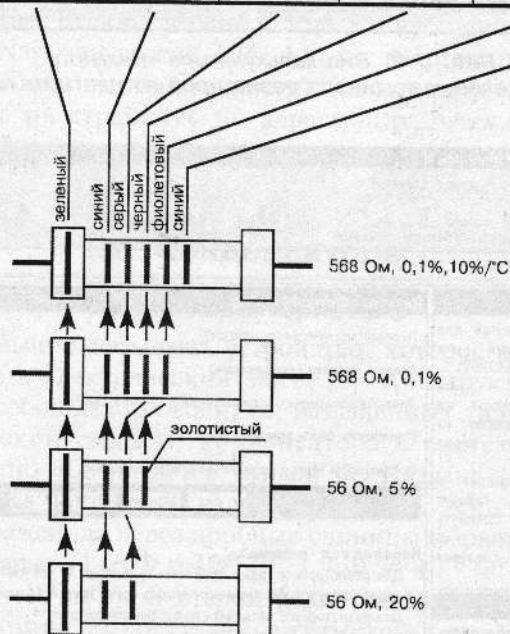 зеленый
синий
серый
черный
фиолетовый
синий
568 Ом, 0,1%,10%/°С
568 Ом, 0,1%
золотистый
56 Ом, 5%
56 Ом, 20%